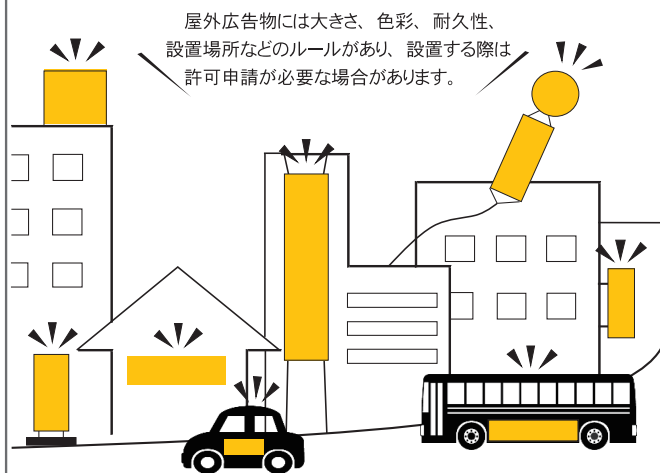 屋外広告物には大きさ、色彩、耐久性、
設置場所などのルールがあり、設置する際は
許可申請が必要な場合があります。